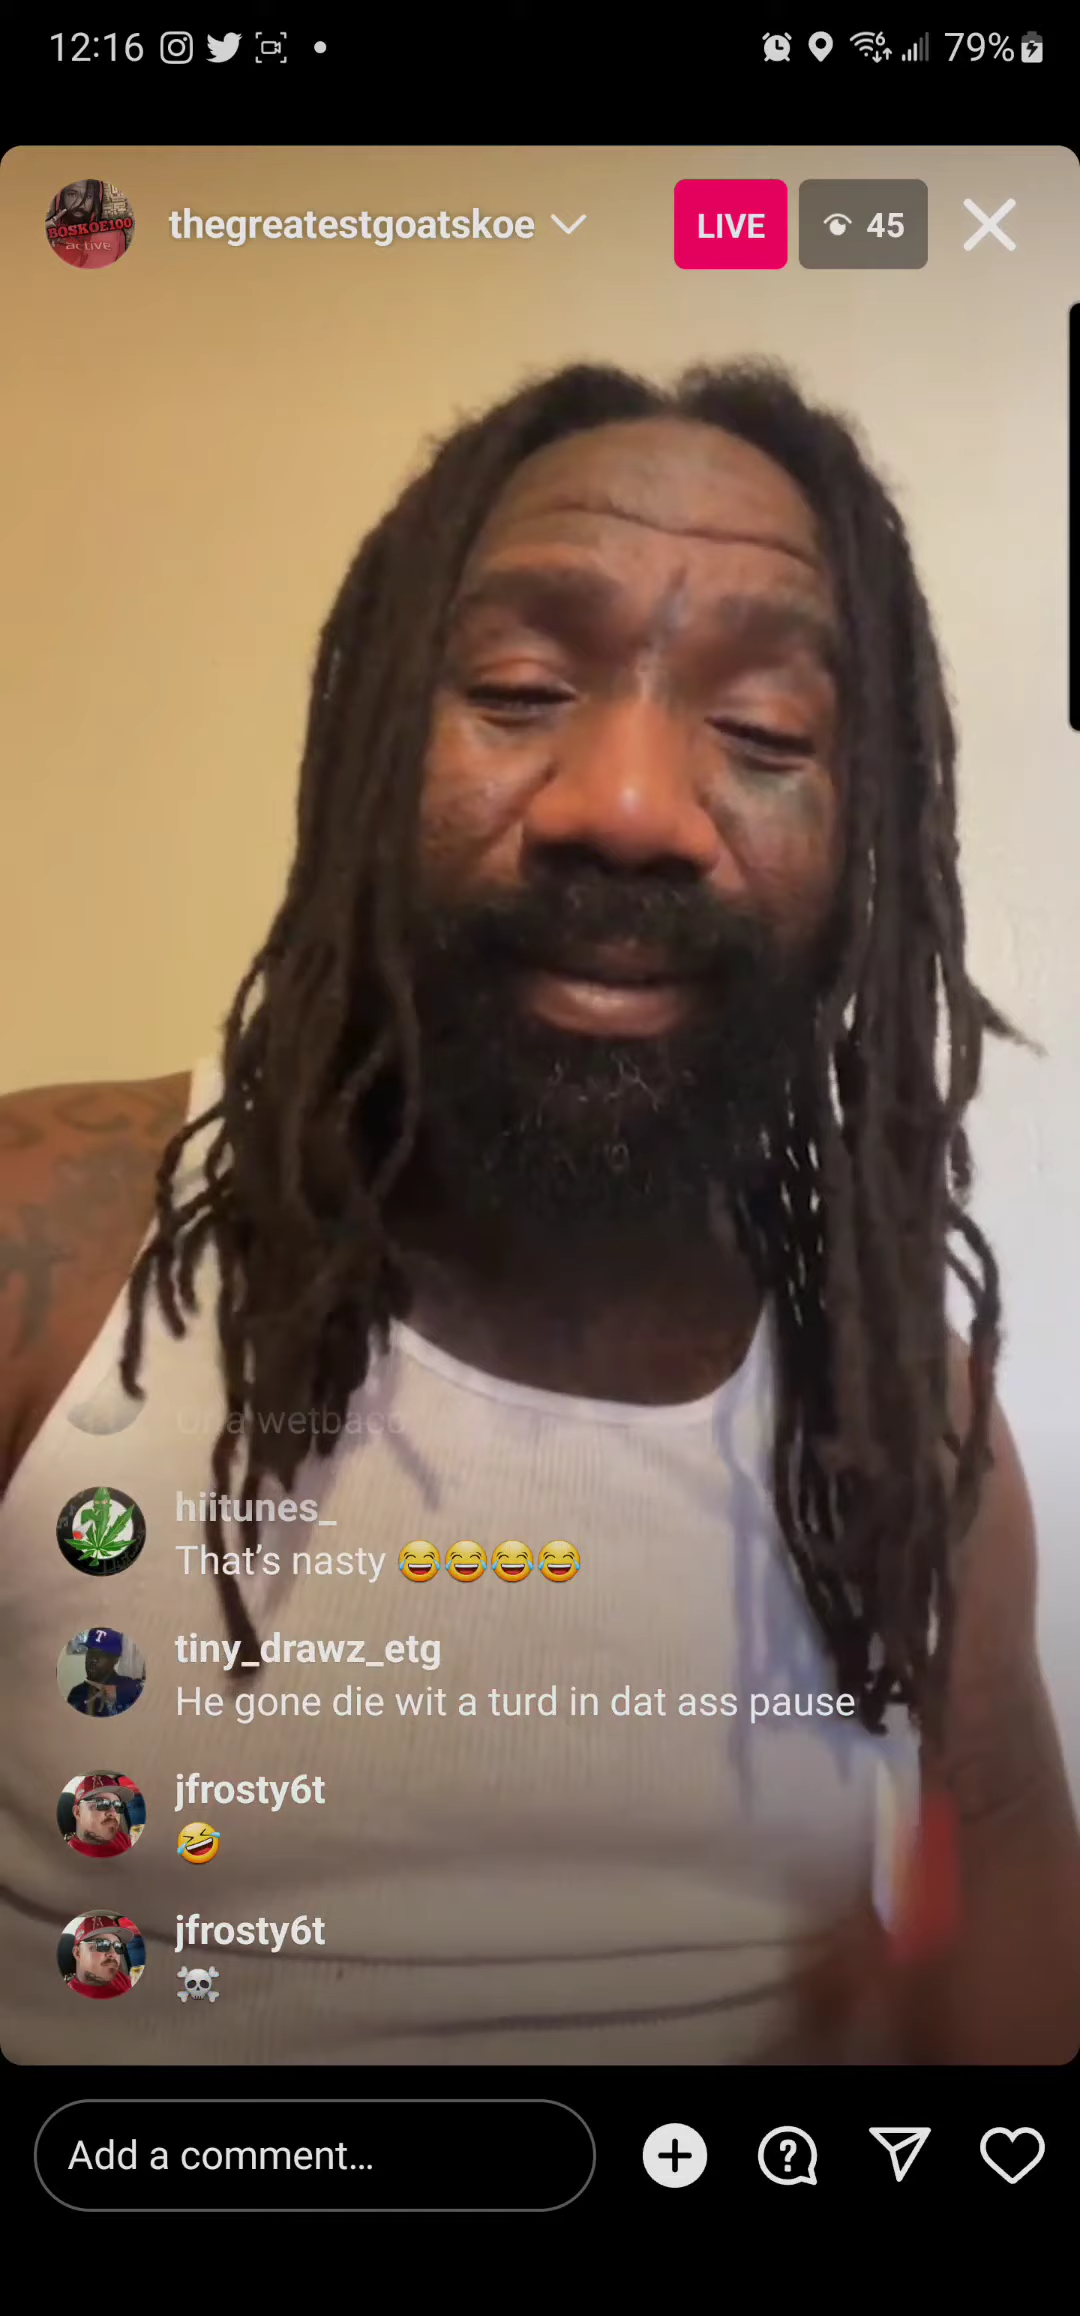 12:16
79%
BOSKOE100
active
thegreatestgoatskoe
LIVE
45
hiitunes_
That's nasty 😂😂😂😂
tiny_drawz_etg
He gone die wit a turd in dat ass pause
jfrosty6t
🤣
jfrosty6t
☠️
Add a comment...